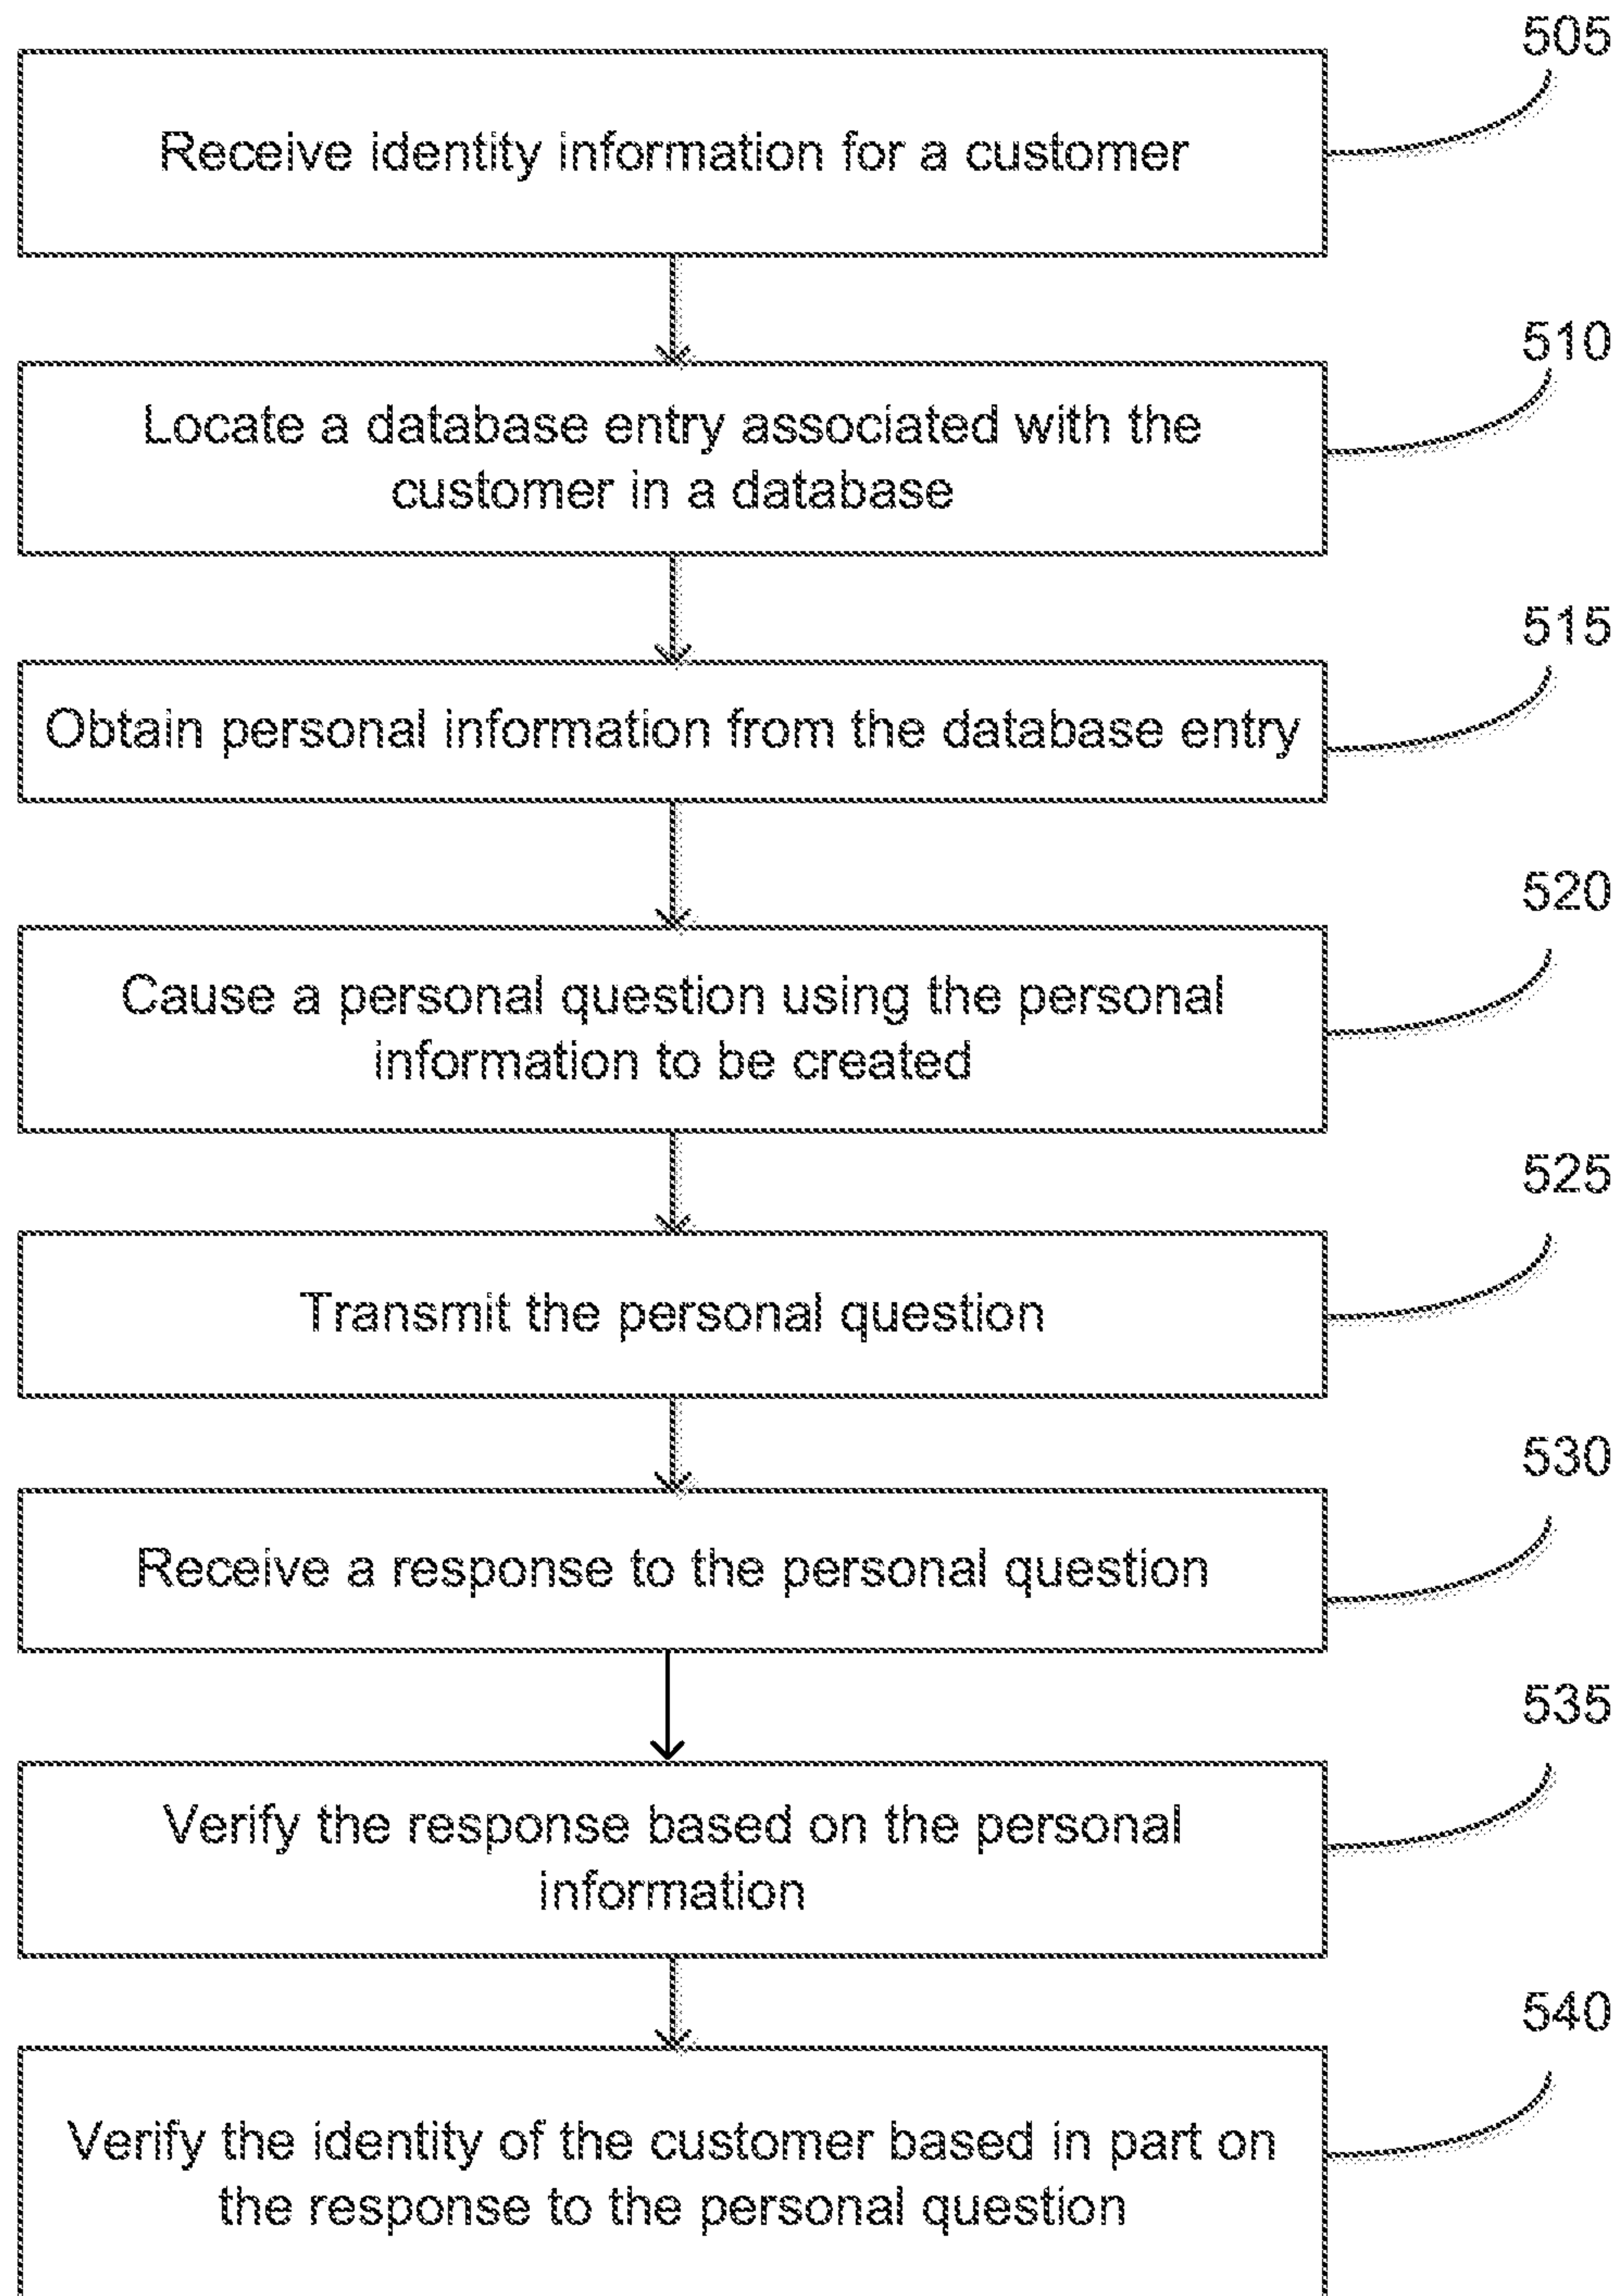 505
Receive identity information for a customer
510
Locate a database entry associated with the
customer in a database
515
Obtain personal information from the database entry
520
Cause a personal question using the personal
information to be created
525
Transmit the personal question
530
Receive a response to the personal question
535
Verify the response based on the personal
information
540
Verify the identity of the customer based in part on
the response to the personal question